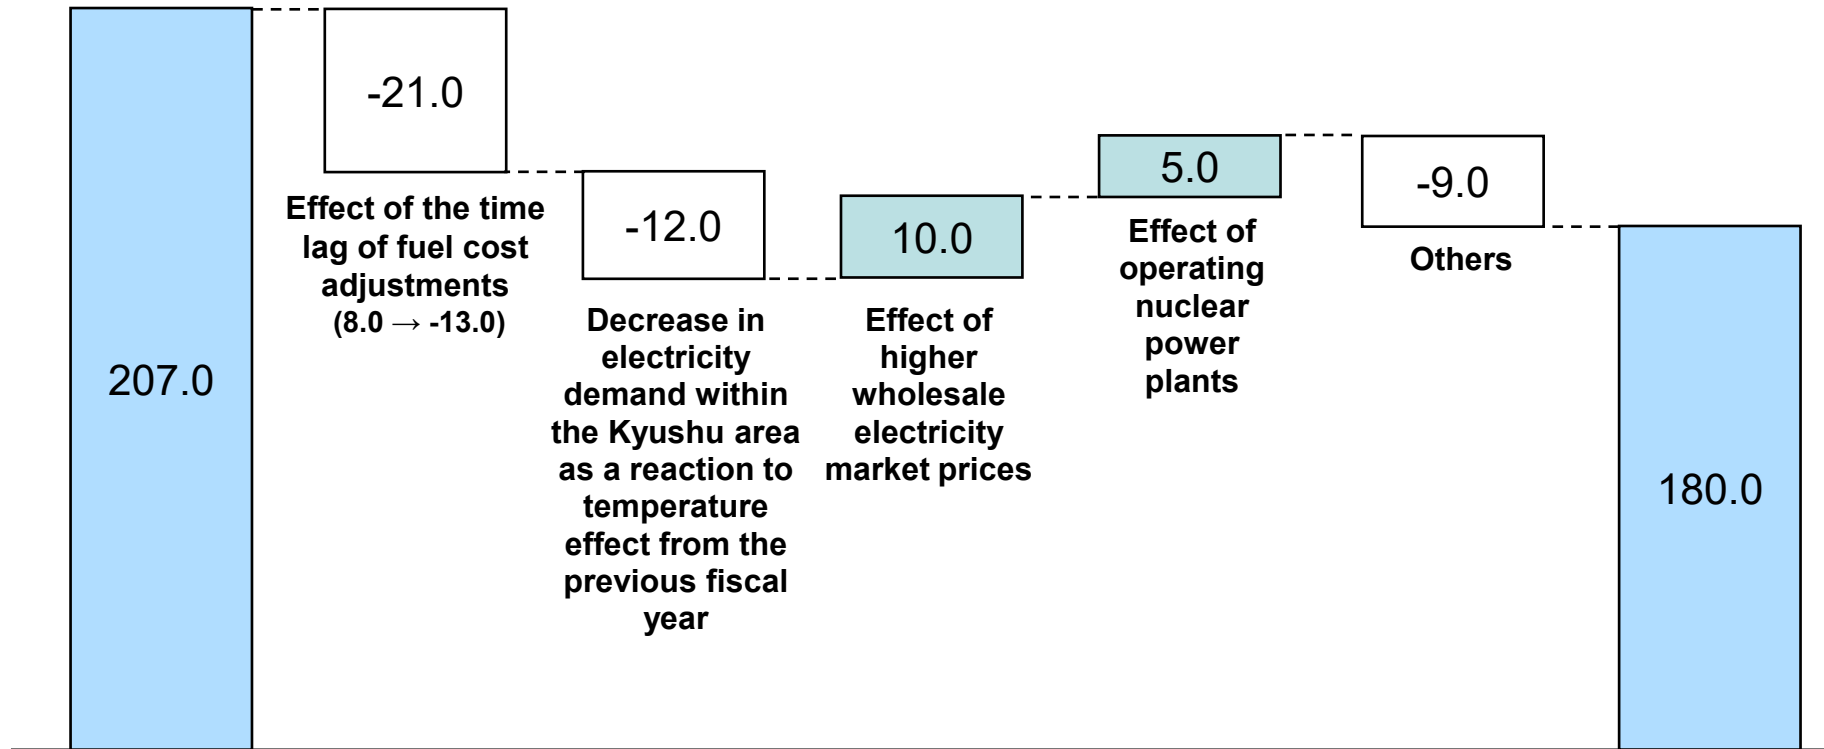 207.0
-21.0
Effect of the time
lag of fuel cost
adjustments
(8.0 → -13.0)
-12.0
Decrease in
electricity
demand within
the Kyushu area
as a reaction to
temperature
effect from the
previous fiscal
year
10.0
Effect of
higher
wholesale
electricity
market prices
5.0
Effect of
operating
nuclear
power
plants
-9.0
Others
180.0